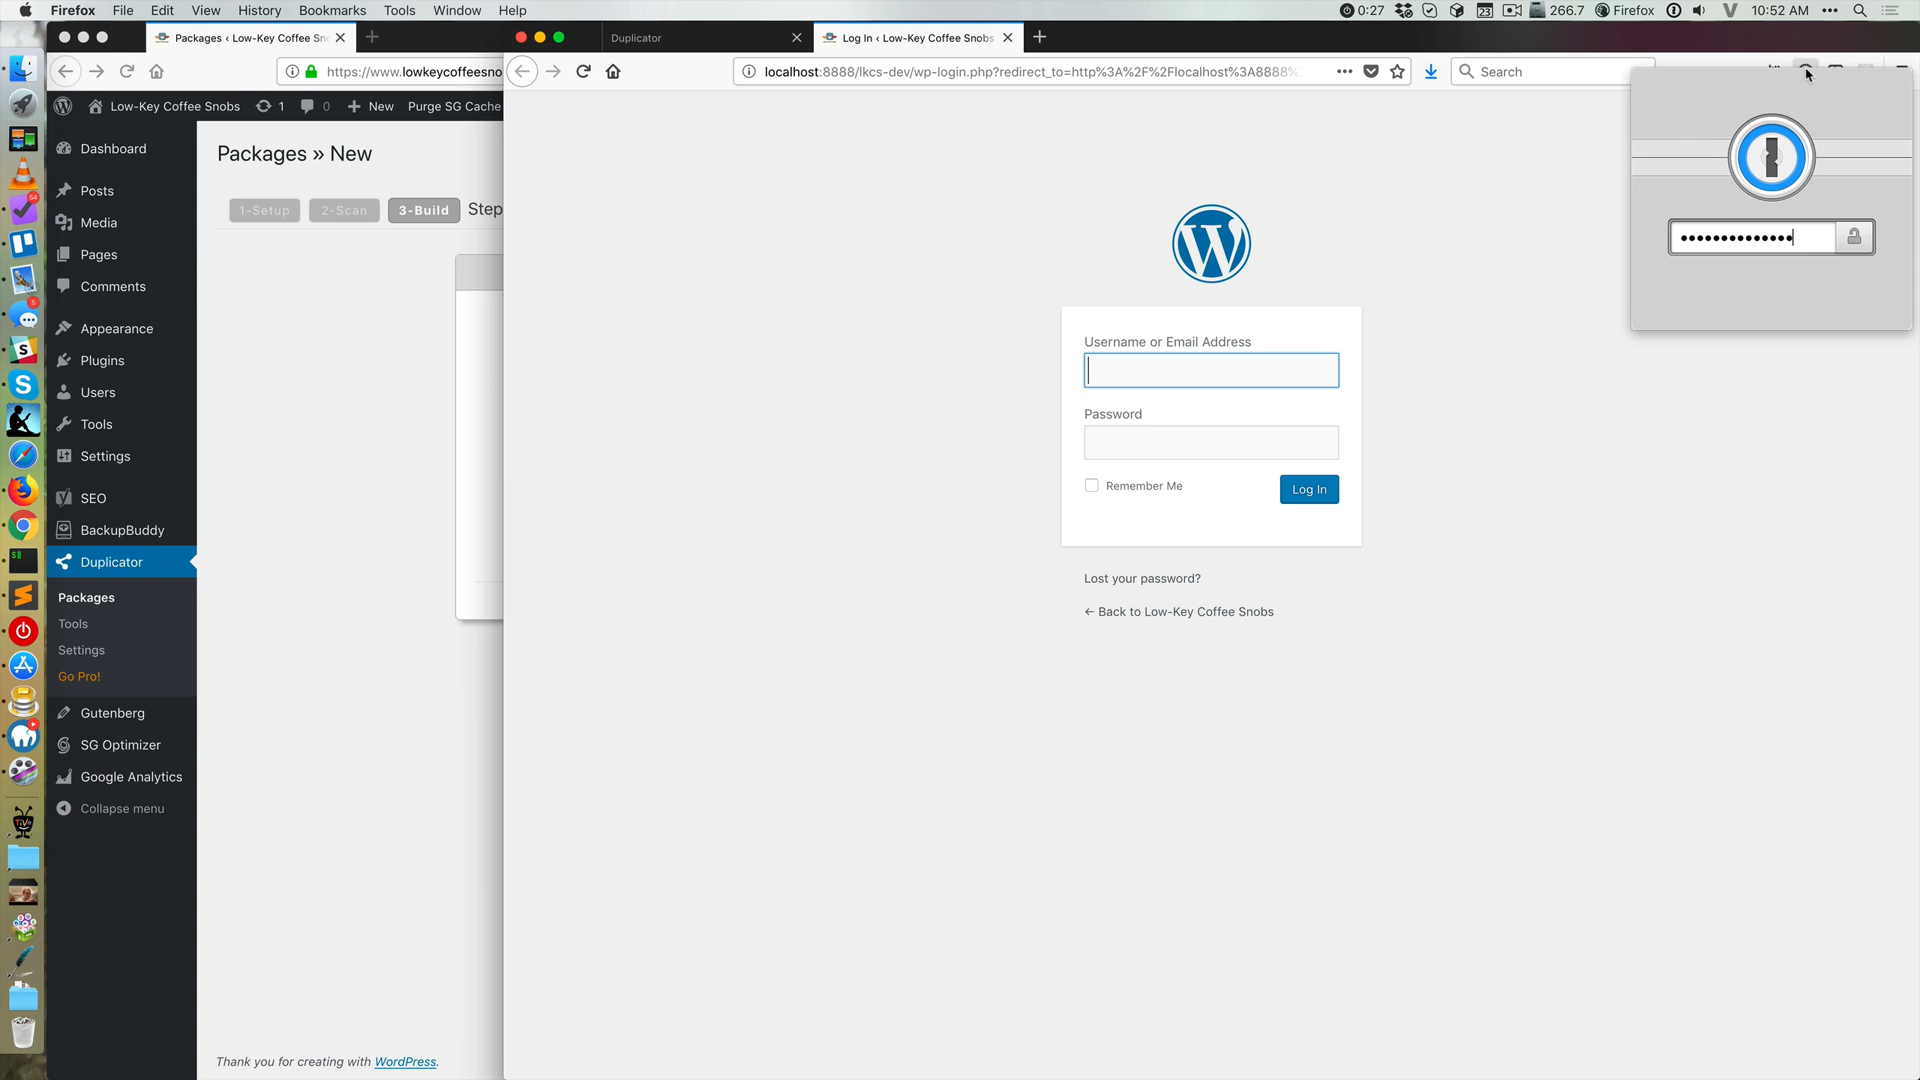 Firefox File Edit View History Bookmarks Tools Window Help
0:27 23 266.7 Firefox 10:52 AM
Packages ‹ Low-Key Coffee Sn
Duplicator
Log In ‹ Low-Key Coffee Snobs
https://www.lowkeycoffeesno
localhost:8888/lkcs-dev/wp-login.php?redirect_to=http%3A%2F%2Flocalhost%3A8888%
Search
Low-Key Coffee Snobs 1 0 New Purge SG Cache
Dashboard
Posts
Media
Pages
Comments
Appearance
Plugins
Users
Tools
Settings
SEO
BackupBuddy
Duplicator
Packages
Tools
Settings
Go Pro!
Gutenberg
SG Optimizer
Google Analytics
Collapse menu
Packages » New
1-Setup 2-Scan 3-Build Step
Thank you for creating with WordPress.
Username or Email Address
Password
Remember Me
Log In
Lost your password?
← Back to Low-Key Coffee Snobs
54
5
TiVo